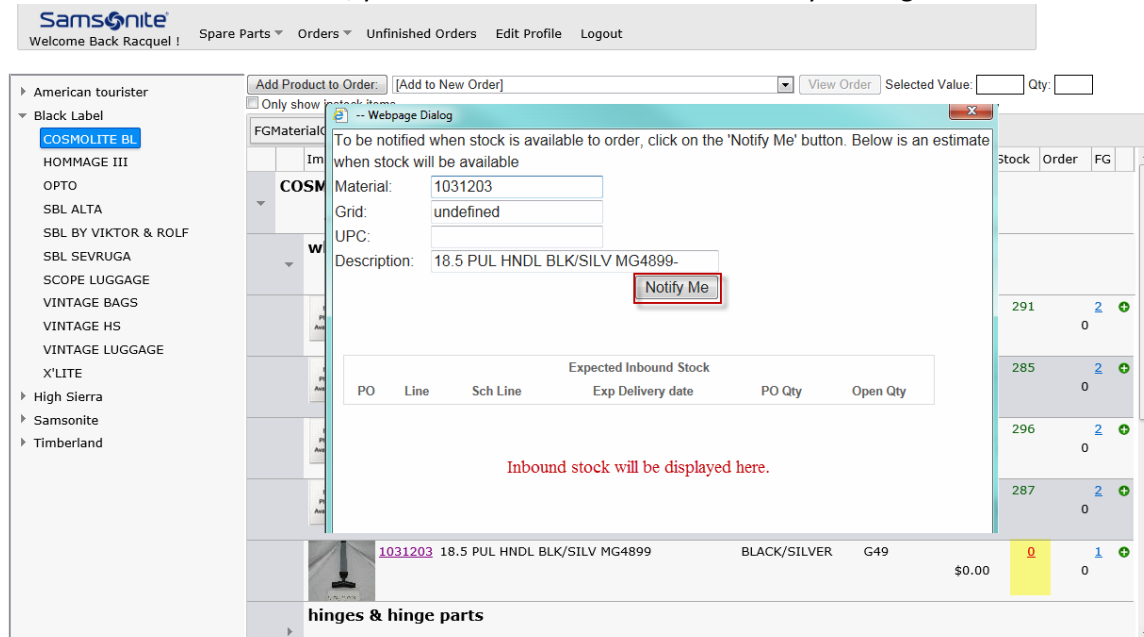 Samsonite
Welcome Back Racquel !
Spare Parts Orders Unfinished Orders Edit Profile Logout
American tourister
Black Label
COSMOLITE BL
HOMMAGE III
OPTO
SBL ALTA
SBL BY VIKTOR & ROLF
SBL SEVRUGA
SCOPE LUGGAGE
VINTAGE BAGS
VINTAGE HS
VINTAGE LUGGAGE
X'LITE
High Sierra
Samsonite
Timberland
Add Product to Order: [Add to New Order] View Order Selected Value: Qty:
Only show instock items
-- Webpage Dialog
To be notified when stock is available to order, click on the 'Notify Me' button. Below is an estimate
when stock will be available
Material: 1031203
Grid: undefined
UPC:
Description: 18.5 PUL HNDL BLK/SILV MG4899-
Notify Me
Expected Inbound Stock
PO Line Sch Line Exp Delivery date PO Qty Open Qty
Inbound stock will be displayed here.
Stock Order FG
291 2
0
285 2
0
296 2
0
287 2
0
1031203 18.5 PUL HNDL BLK/SILV MG4899 BLACK/SILVER G49 0 1
$0.00 0
hinges & hinge parts